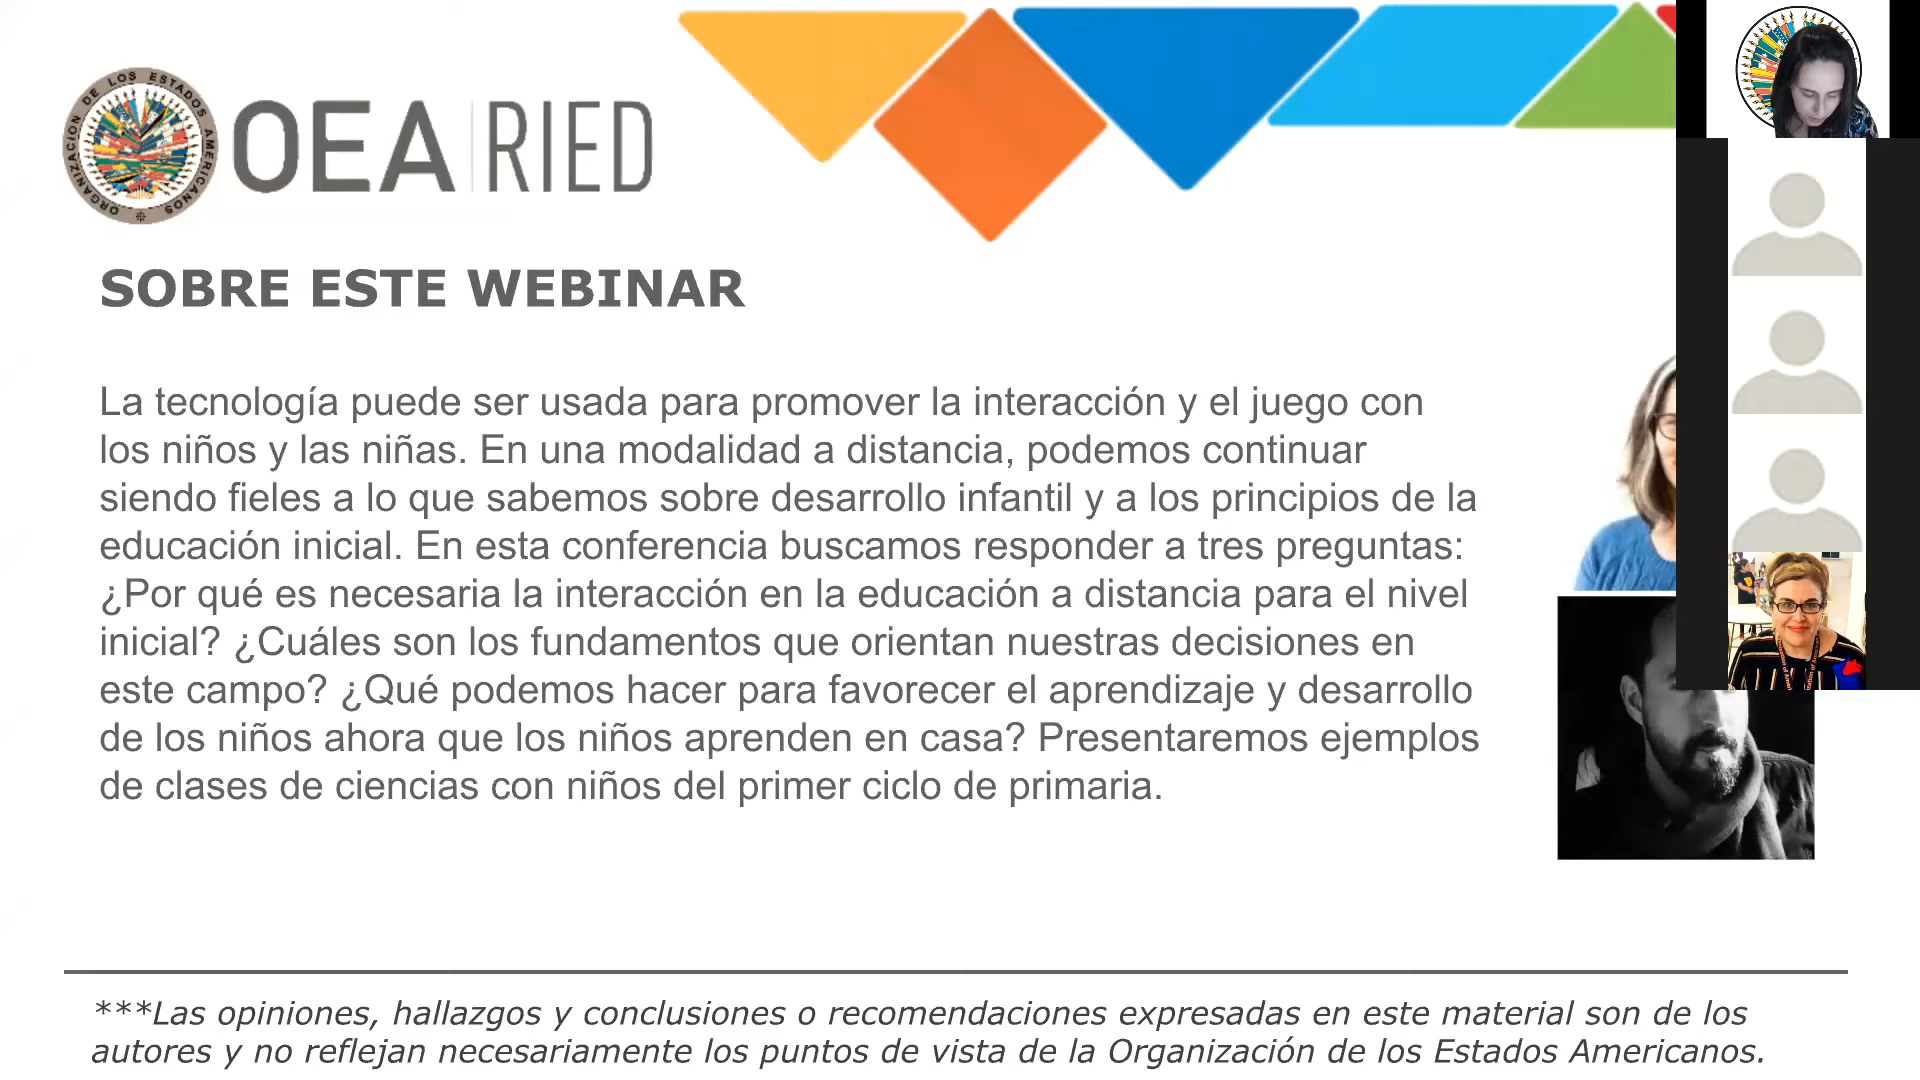 ORGANIZACION DE LOS ESTADOS AMERICANOS
OEA RIED
SOBRE ESTE WEBINAR
La tecnología puede ser usada para promover la interacción y el juego con
los niños y las niñas. En una modalidad a distancia, podemos continuar
siendo fieles a lo que sabemos sobre desarrollo infantil y a los principios de la
educación inicial. En esta conferencia buscamos responder a tres preguntas:
¿Por qué es necesaria la interacción en la educación a distancia para el nivel
inicial? ¿Cuáles son los fundamentos que orientan nuestras decisiones en
este campo? ¿Qué podemos hacer para favorecer el aprendizaje y desarrollo
de los niños ahora que los niños aprenden en casa? Presentaremos ejemplos
de clases de ciencias con niños del primer ciclo de primaria.
***Las opiniones, hallazgos y conclusiones o recomendaciones expresadas en este material son de los
autores y no reflejan necesariamente los puntos de vista de la Organización de los Estados Americanos.